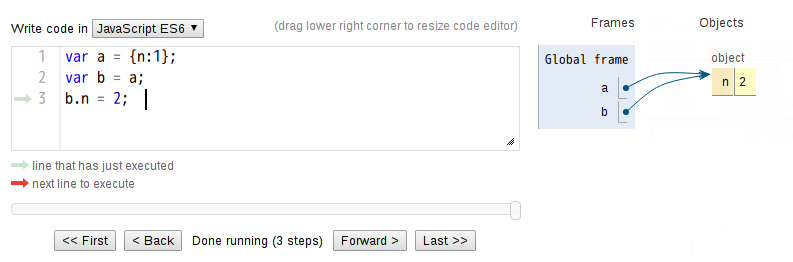 Write code in JavaScript ES6 ▼
(drag lower right corner to resize code editor)
1 var a = {n:1};
2 var b = a;
3 b.n = 2;
line that has just executed
next line to execute
<< First < Back Done running (3 steps) Forward > Last >>
Frames Objects
Global frame
a
b
object
n 2